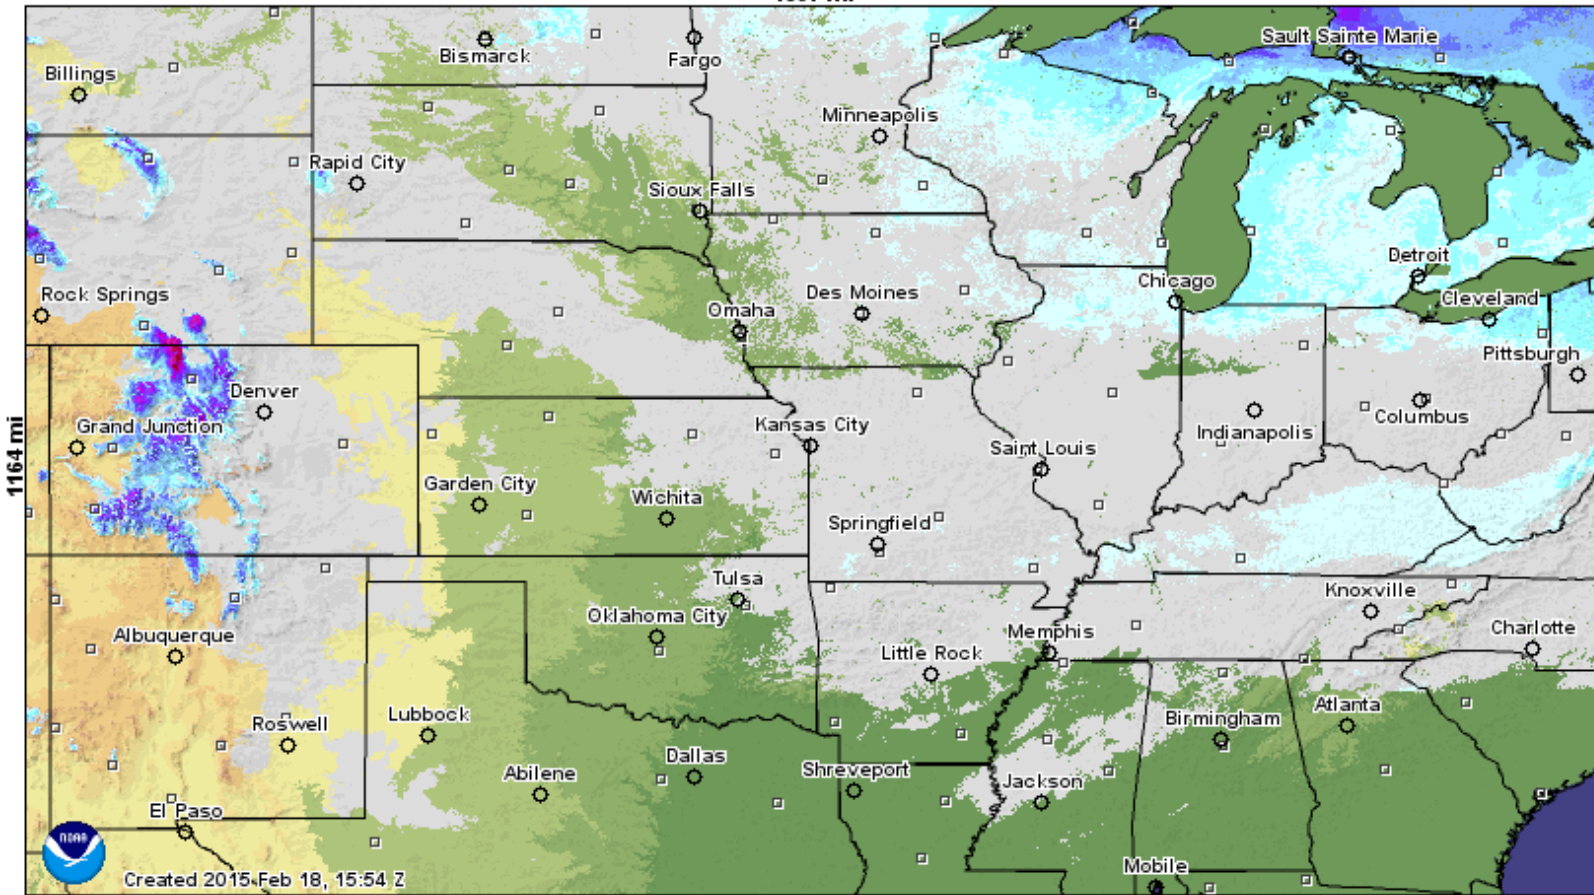 Sault Sainte Marie
Bismarck
Fargo
Billings
Minneapolis
Rapid City
Sioux Falls
Detroit
Chicago
Rock Springs
Des Moines
Cleveland
Omaha
Pittsburgh
Denver
Columbus
Grand Junction
Kansas City
Indianapolis
Saint Louis
1164 mi
Garden City
Wichita
Springfield
Tulsa
Knoxville
Oklahoma City
Charlotte
Albuquerque
Memphis
Little Rock
Lubbock
Atlanta
Roswell
Birmingham
Dallas
Shreveport
Abilene
Jackson
El Paso
NOAA
Mobile
Created 2015 Feb 18, 15:54 Z